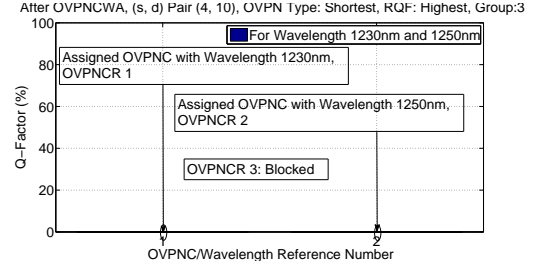 After OVPNCWA, (s, d) Pair (4, 10), OVPN Type: Shortest, RQF: Highest, Group:3
100
For Wavelength 1230nm and 1250nm
Assigned OVPNC with Wavelength 1230nm,
OVPNCR 1
80
Assigned OVPNC with Wavelength 1250nm,
OVPNCR 2
60
40
OVPNCR 3: Blocked
20
0
Q−Factor (%)
1
2
OVPNC/Wavelength Reference Number